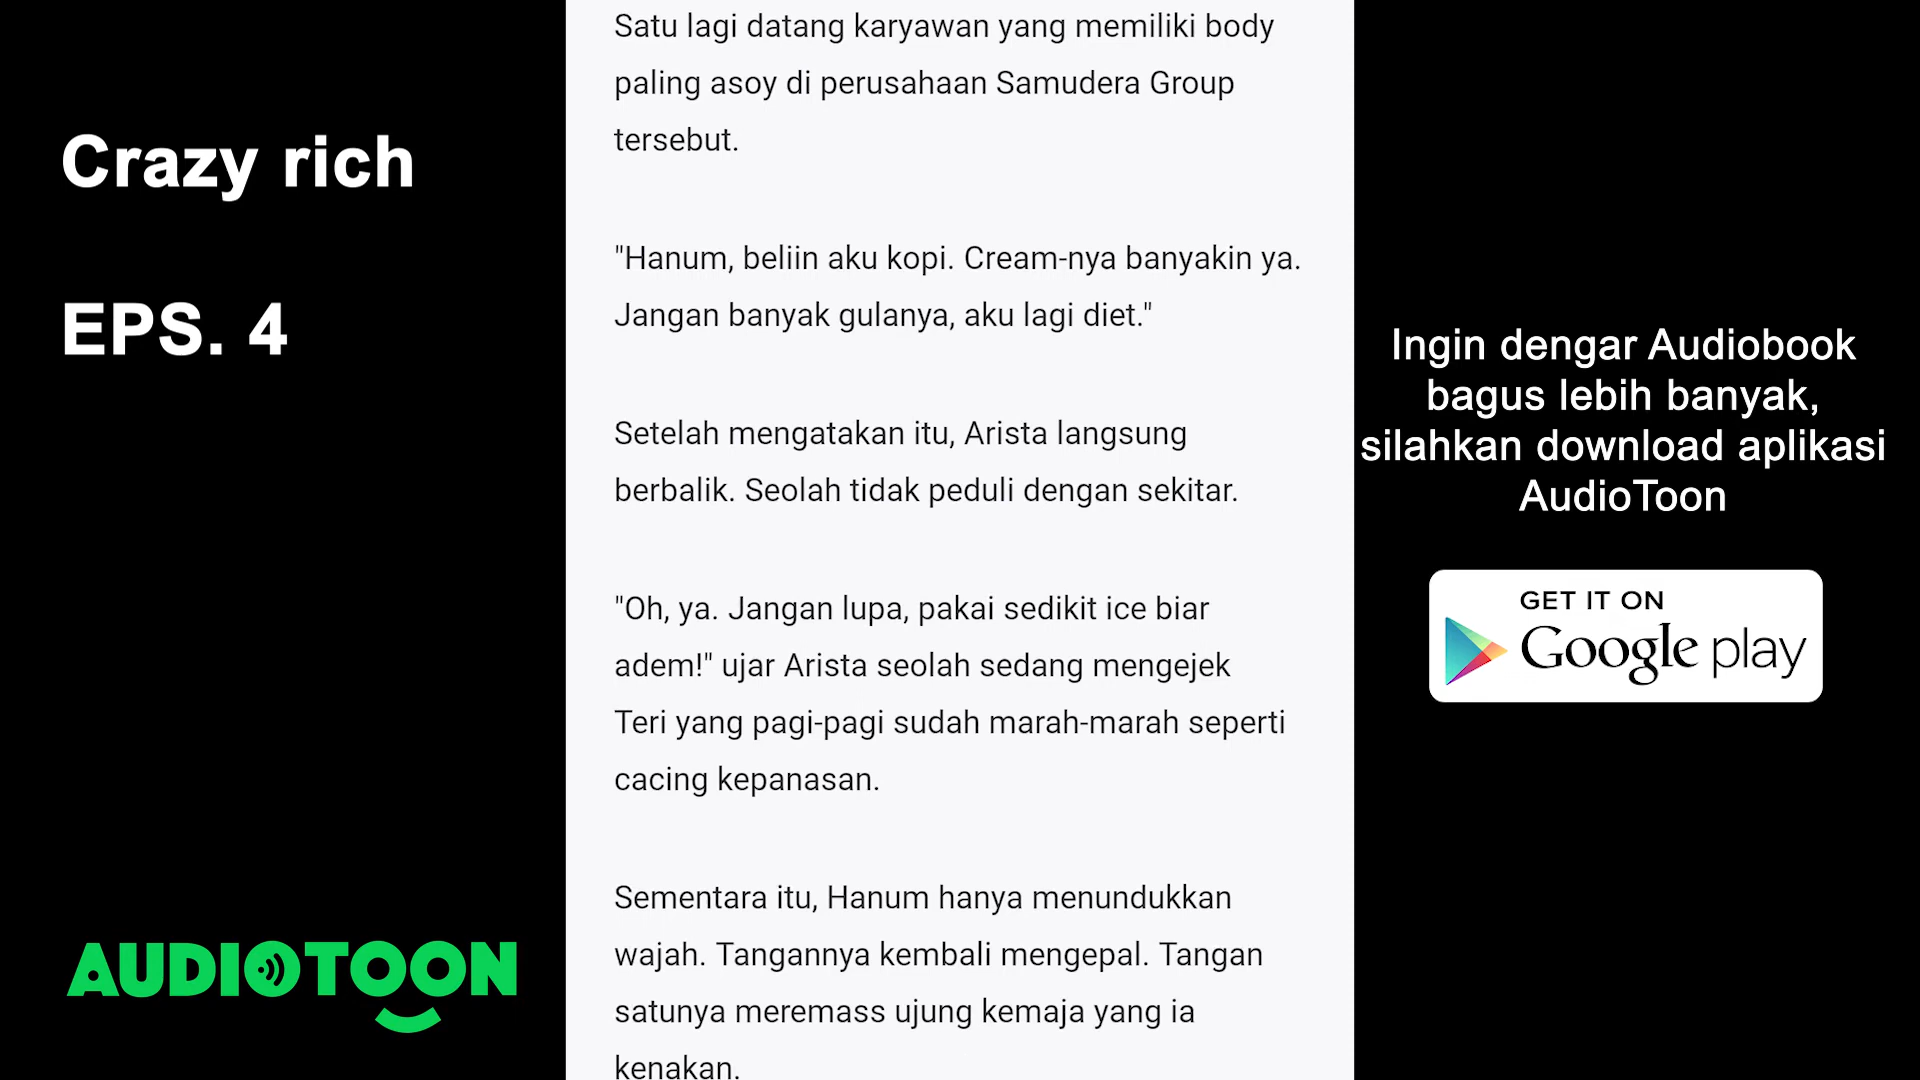 Crazy rich
EPS. 4
AUDIOTOON
Satu lagi datang karyawan yang memiliki body
paling asoy di perusahaan Samudera Group
tersebut.
"Hanum, beliin aku kopi. Cream-nya banyakin ya.
Jangan banyak gulanya, aku lagi diet."
Setelah mengatakan itu, Arista langsung
berbalik. Seolah tidak peduli dengan sekitar.
"Oh, ya. Jangan lupa, pakai sedikit ice biar
adem!" ujar Arista seolah sedang mengejek
Teri yang pagi-pagi sudah marah-marah seperti
cacing kepanasan.
Sementara itu, Hanum hanya menundukkan
wajah. Tangannya kembali mengepal. Tangan
satunya meremass ujung kemaja yang ia
kenakan.
Ingin dengar Audiobook
bagus lebih banyak,
silahkan download aplikasi
AudioToon
GET IT ON
Google play